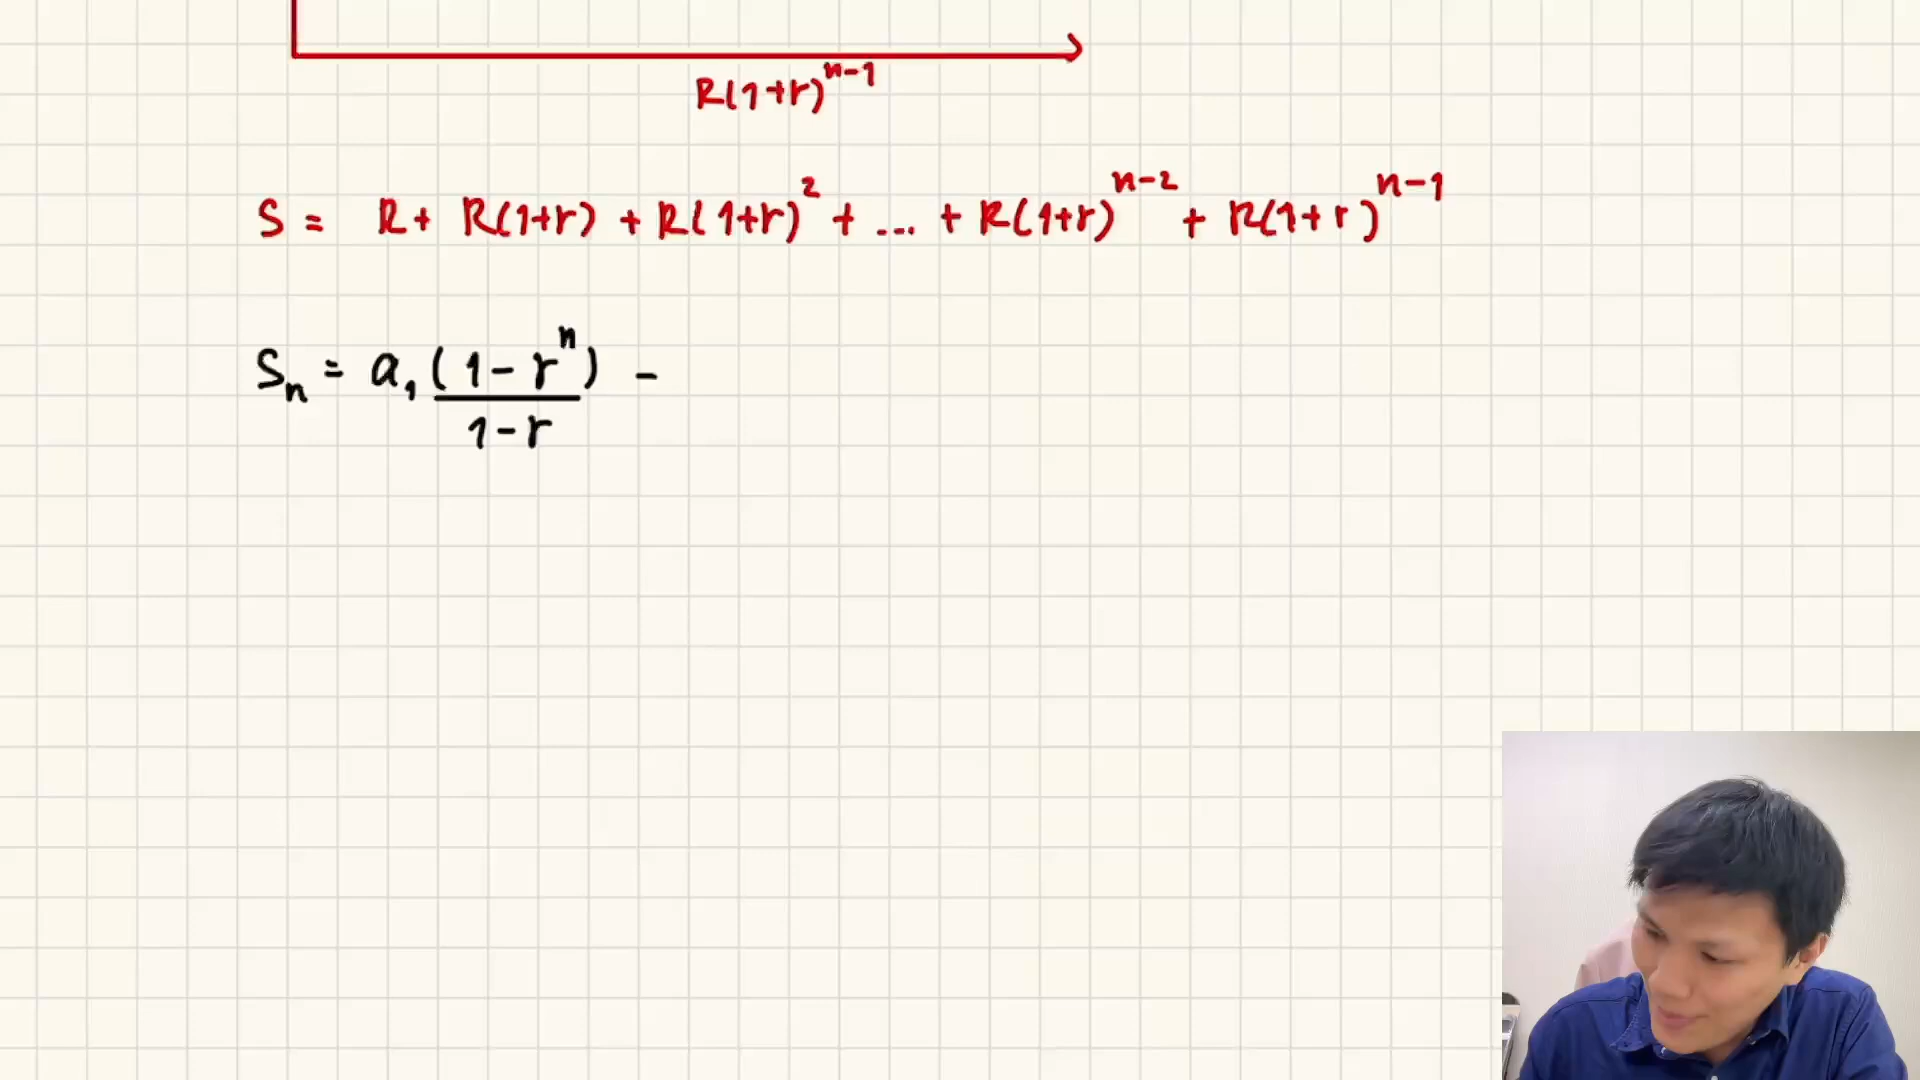 R(1+r)^{n-1}
S = R + R(1+r) + R(1+r)^2 + ... + R(1+r)^{n-2} + R(1+r)^{n-1}
S_n = a_1 (1-r^n) / (1-r) -